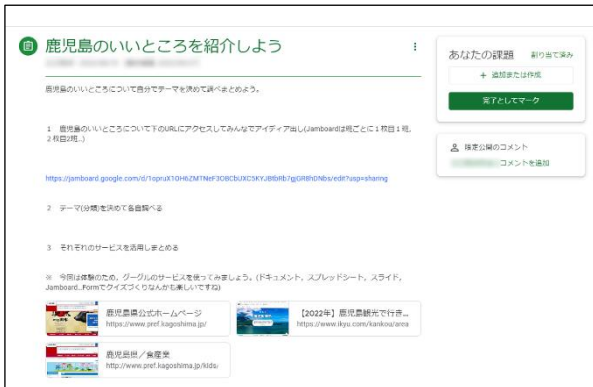 鹿児島のいいところを紹介しよう
鹿児島のいいところについて自分でテーマを決めて調べまとめよう。
1 鹿児島のいいところについて下のURLにアクセスしてみんなでアイディア出し(Jamboardは班ごとに1枚目1班、
2枚目2班..)
2 テーマ(分類)を決めて各自調べる
3 それぞれのサービスを活用しまとめる
※ 今回は体験のため、グーグルのサービスを使ってみましょう。(ドキュメント、スプレッドシート、スライド、
Jamboard..Formでクイズづくりなんかも楽しいですね)
鹿児島県公式ホームページ
https://www.pref.kagoshima.jp/
【2022年】鹿児島観光で行き...
https://www.ikyu.com/kankou/area
鹿児島県/食産業
http://www.pref.kagoshima.jp/kids/
あなたの課題
割り当て済み
+ 追加または作成
完了としてマーク
限定公開のコメント
コメントを追加